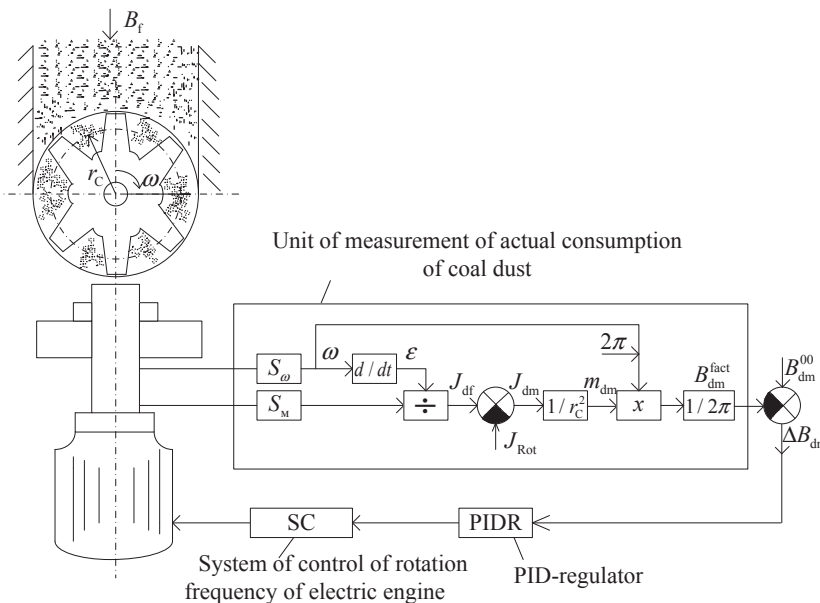 B_f
r_C
ω
Unit of measurement of actual consumption
of coal dust
2π
S_ω
ω
d / dt
ε
J_df
J_dm
m_dm
B_dm^fact
B_dm^00
S_м
÷
1/ r_C^2
x
1/ 2π
J_Rot
ΔB_dm
SC
PIDR
System of control of rotation
frequency of electric engine
PID-regulator